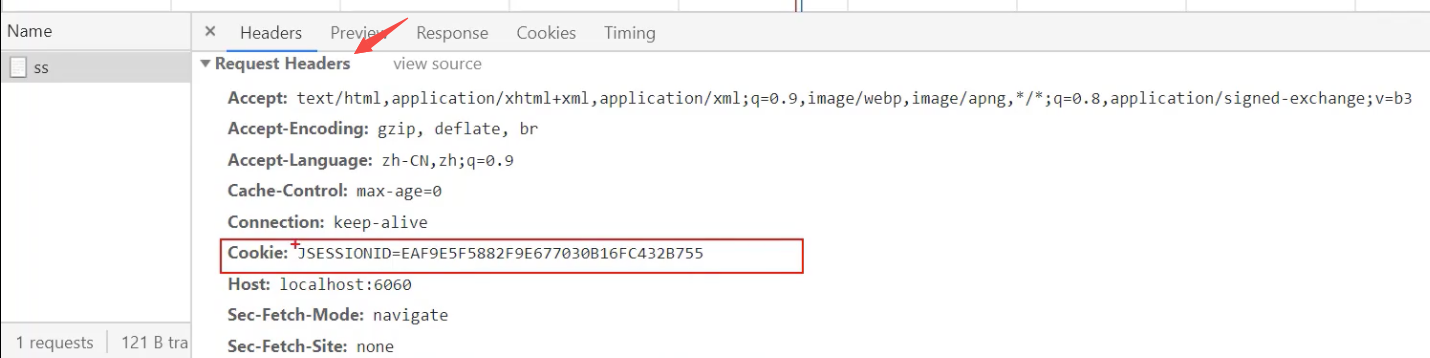 Name
ss
1 requests
121 B tra
× Headers Preview Response Cookies Timing
▼ Request Headers view source
Accept: text/html,application/xhtml+xml,application/xml;q=0.9,image/webp,image/apng,*/*;q=0.8,application/signed-exchange;v=b3
Accept-Encoding: gzip, deflate, br
Accept-Language: zh-CN,zh;q=0.9
Cache-Control: max-age=0
Connection: keep-alive
Cookie: JSESSIONID=EAF9E5F5882F9E677030B16FC432B755
Host: localhost:6060
Sec-Fetch-Mode: navigate
Sec-Fetch-Site: none